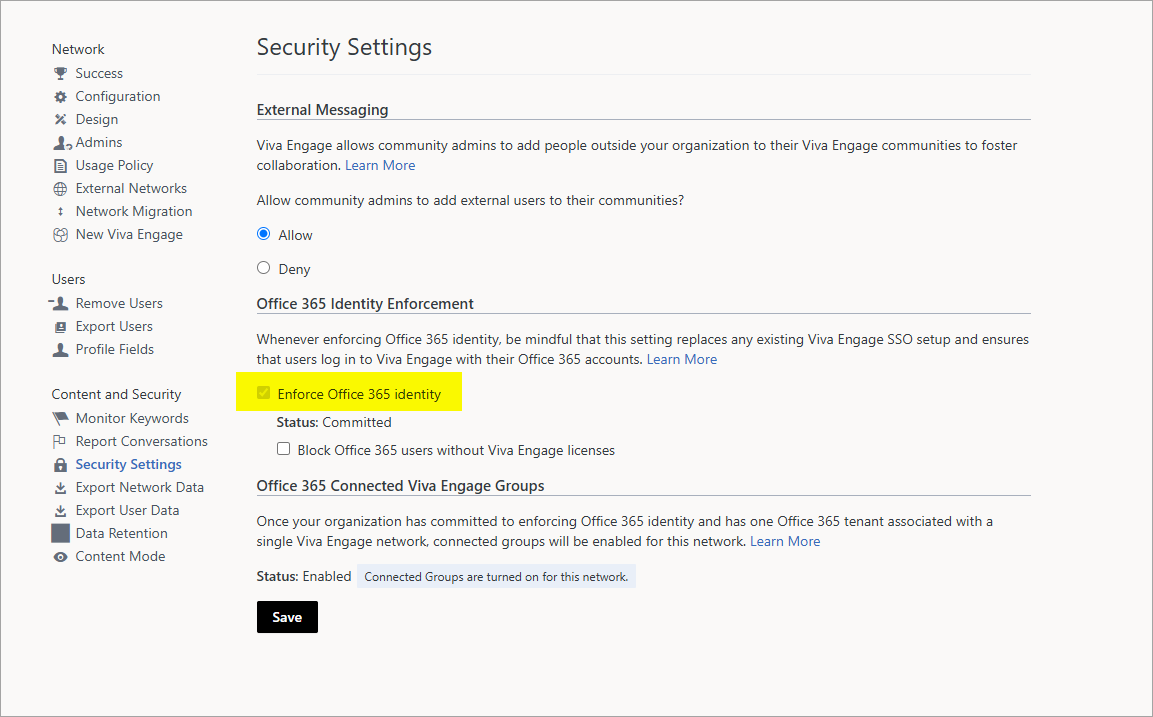 Network
Success
Configuration
Design
Admins
Usage Policy
External Networks
Network Migration
New Viva Engage
Users
Remove Users
Export Users
Profile Fields
Content and Security
Monitor Keywords
Report Conversations
Security Settings
Export Network Data
Export User Data
Data Retention
Content Mode
Security Settings
External Messaging
Viva Engage allows community admins to add people outside your organization to their Viva Engage communities to foster
collaboration. Learn More
Allow community admins to add external users to their communities?
Allow
Deny
Office 365 Identity Enforcement
Whenever enforcing Office 365 identity, be mindful that this setting replaces any existing Viva Engage SSO setup and ensures
that users log in to Viva Engage with their Office 365 accounts. Learn More
Enforce Office 365 identity
Status: Committed
Block Office 365 users without Viva Engage licenses
Office 365 Connected Viva Engage Groups
Once your organization has committed to enforcing Office 365 identity and has one Office 365 tenant associated with a
single Viva Engage network, connected groups will be enabled for this network. Learn More
Status: Enabled Connected Groups are turned on for this network.
Save